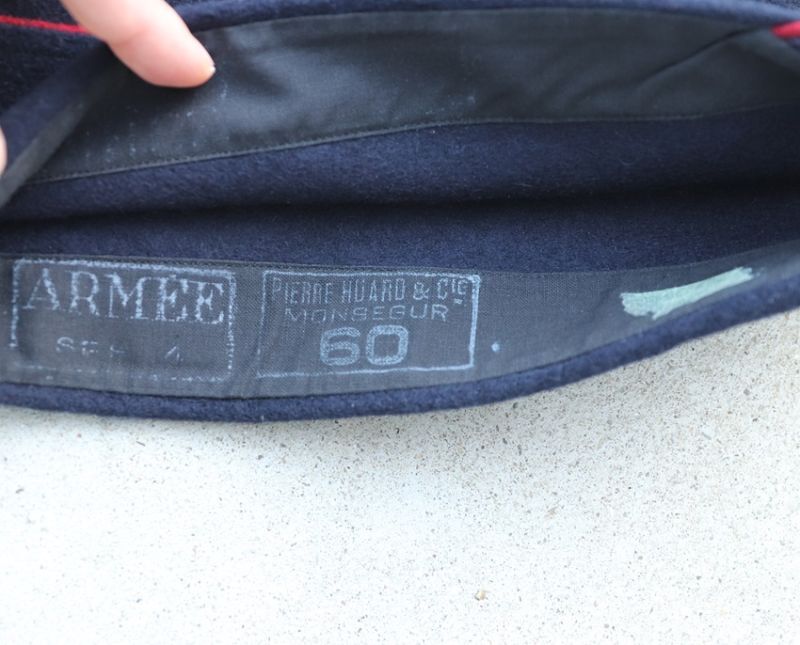 ARMÉE
PIERRE HUARD & Cie
MONSEGUR
60